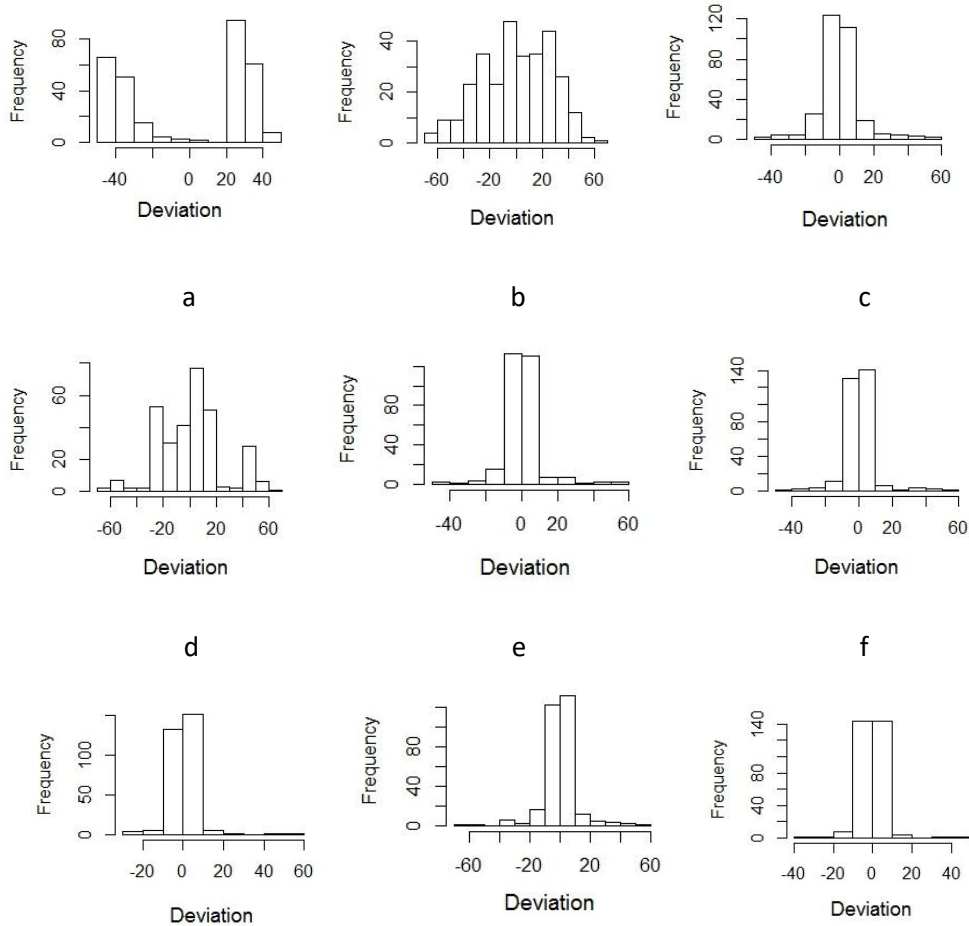 Frequency
0 40 80
-40 0 20 40
Deviation
Frequency
0 20 40
-60 -20 20 60
Deviation
Frequency
0 40 80 120
-40 0 20 60
Deviation
a b c
Frequency
0 20 60
-60 -20 20 60
Deviation
Frequency
0 40 80
-40 0 20 60
Deviation
Frequency
0 40 80 140
-40 0 20 60
Deviation
d e f
Frequency
0 50 100
-20 0 20 40 60
Deviation
Frequency
0 40 80
-60 -20 20 60
Deviation
Frequency
0 40 80 140
-40 -20 0 20 40
Deviation